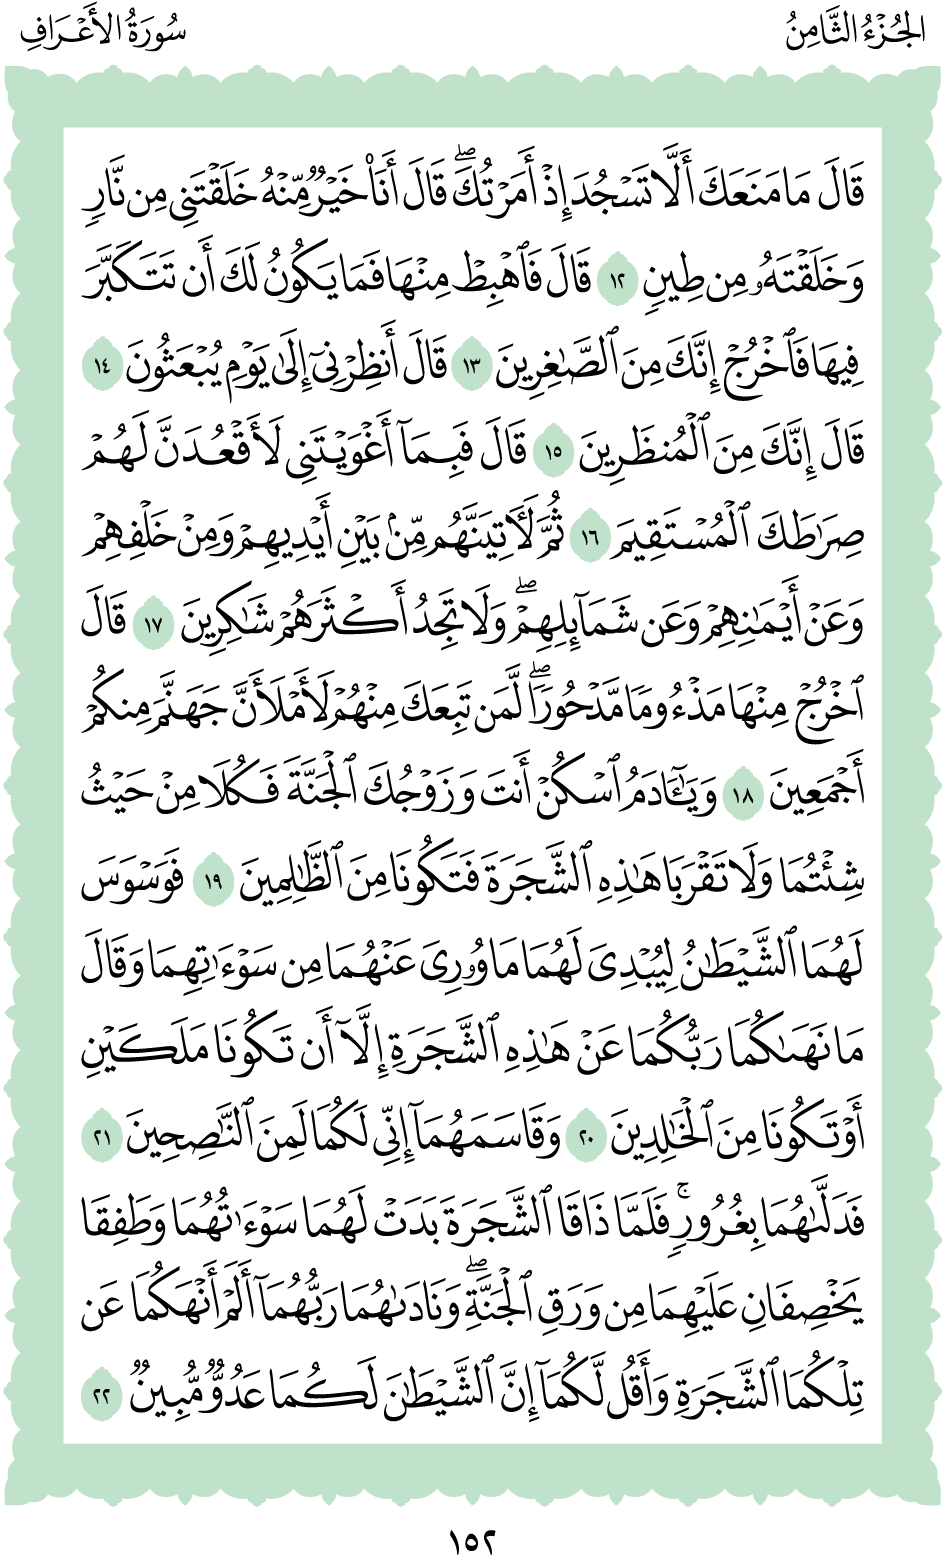 الجُزْءُ الثَّامِنُ
سُورَةُ الأَعْرَافِ
قَالَ مَا مَنَعَكَ أَلَّا تَسْجُدَ إِذْ أَمَرْتُكَۖ قَالَ أَنَا۠ خَيْرٌ مِّنْهُ خَلَقْتَنِى مِن نَّارٍ
وَخَلَقْتَهُۥ مِن طِينٍ ١٢ قَالَ فَٱهْبِطْ مِنْهَا فَمَا يَكُونُ لَكَ أَن تَتَكَبَّرَ
فِيهَا فَٱخْرُجْ إِنَّكَ مِنَ ٱلصَّٰغِرِينَ ١٣ قَالَ أَنظِرْنِىٓ إِلَىٰ يَوْمِ يُبْعَثُونَ ١٤
قَالَ إِنَّكَ مِنَ ٱلْمُنظَرِينَ ١٥ قَالَ فَبِمَآ أَغْوَيْتَنِى لَأَقْعُدَنَّ لَهُمْ
صِرَٰطَكَ ٱلْمُسْتَقِيمَ ١٦ ثُمَّ لَأٓتِيَنَّهُم مِّنۢ بَيْنِ أَيْدِيهِمْ وَمِنْ خَلْفِهِمْ
وَعَنْ أَيْمَٰنِهِمْ وَعَن شَمَآئِلِهِمْۖ وَلَا تَجِدُ أَكْثَرَهُمْ شَٰكِرِينَ ١٧ قَالَ
ٱخْرُجْ مِنْهَا مَذْءُومًا مَّدْحُورًاۖ لَّمَن تَبِعَكَ مِنْهُمْ لَأَمْلَأَنَّ جَهَنَّمَ مِنكُمْ
أَجْمَعِينَ ١٨ وَيَٰٓـَٔادَمُ ٱسْكُنْ أَنتَ وَزَوْجُكَ ٱلْجَنَّةَ فَكُلَا مِنْ حَيْثُ
شِئْتُمَا وَلَا تَقْرَبَا هَٰذِهِ ٱلشَّجَرَةَ فَتَكُونَا مِنَ ٱلظَّٰلِمِينَ ١٩ فَوَسْوَسَ
لَهُمَا ٱلشَّيْطَٰنُ لِيُبْدِىَ لَهُمَا مَا وُۥرِىَ عَنْهُمَا مِن سَوْءَٰتِهِمَا وَقَالَ
مَا نَهَىٰكُمَا رَبُّكُمَا عَنْ هَٰذِهِ ٱلشَّجَرَةِ إِلَّآ أَن تَكُونَا مَلَكَيْنِ
أَوْ تَكُونَا مِنَ ٱلْخَٰلِدِينَ ٢٠ وَقَاسَمَهُمَآ إِنِّى لَكُمَا لَمِنَ ٱلنَّٰصِحِينَ ٢١
فَدَلَّىٰهُمَا بِغُرُورٍۚ فَلَمَّا ذَاقَا ٱلشَّجَرَةَ بَدَتْ لَهُمَا سَوْءَٰتُهُمَا وَطَفِقَا
يَخْصِفَانِ عَلَيْهِمَا مِن وَرَقِ ٱلْجَنَّةِۖ وَنَادَىٰهُمَا رَبُّهُمَآ أَلَمْ أَنْهَكُمَا عَن
تِلْكُمَا ٱلشَّجَرَةِ وَأَقُل لَّكُمَآ إِنَّ ٱلشَّيْطَٰنَ لَكُمَا عَدُوٌّ مُّبِينٌ ٢٢
١٥٢